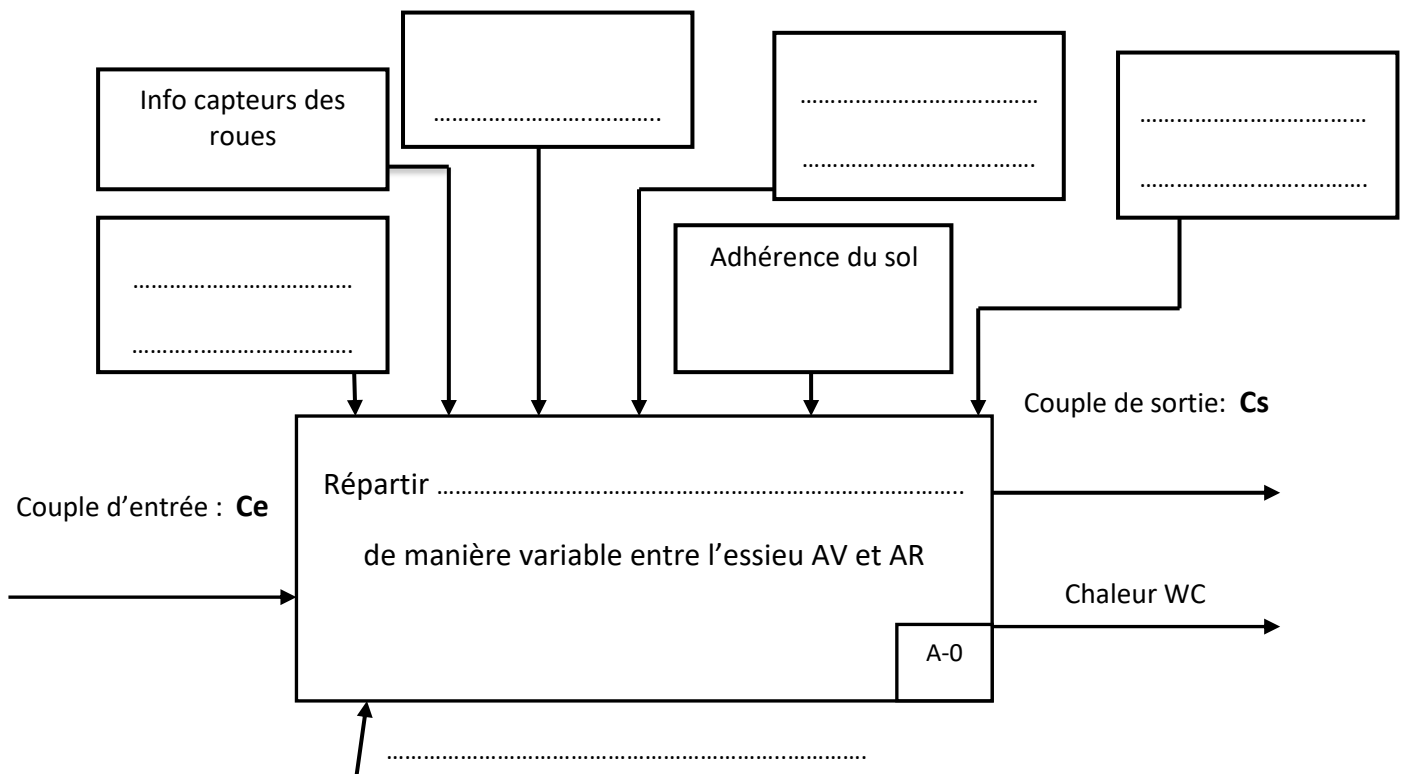 Info capteurs des
roues
………………….……..………..
…………………………………
…………….………………….
……………………….……
……………….……..……….
………………………………
………..……………………….
Adhérence du sol
Couple de sortie: Cs
Couple d’entrée : Ce
Répartir ……………………………………………………………………..
de manière variable entre l’essieu AV et AR
Chaleur WC
A-0
……………………………………………………..………….